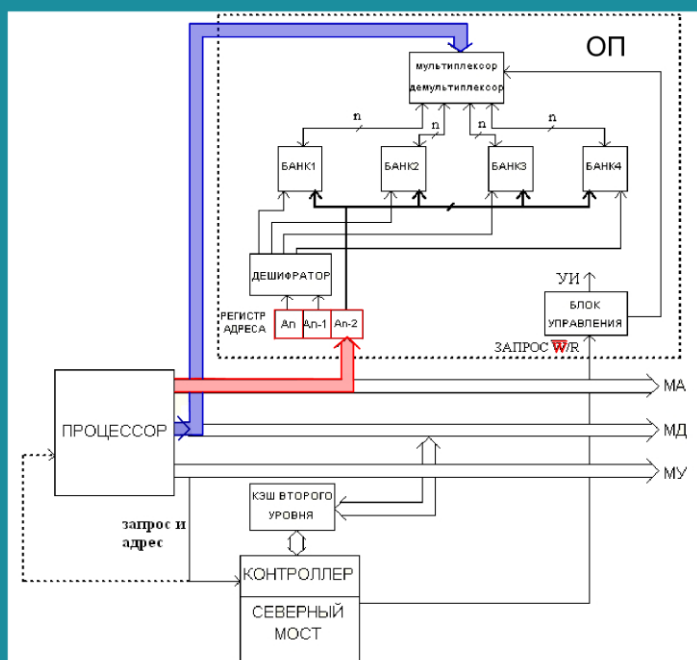 ОП
мультиплексор
демультиплексор
n
n
n
n
БАНК1
БАНК2
БАНК3
БАНК4
ДЕШИФРАТОР
УИ
РЕГИСТР
АДРЕСА
An
An-1
An-2
БЛОК
УПРАВЛЕНИЯ
ЗАПРОС W/R
МА
ПРОЦЕССОР
МД
МУ
КЭШ ВТОРОГО
УРОВНЯ
запрос и
адрес
КОНТРОЛЛЕР
СЕВЕРНЫЙ
МОСТ